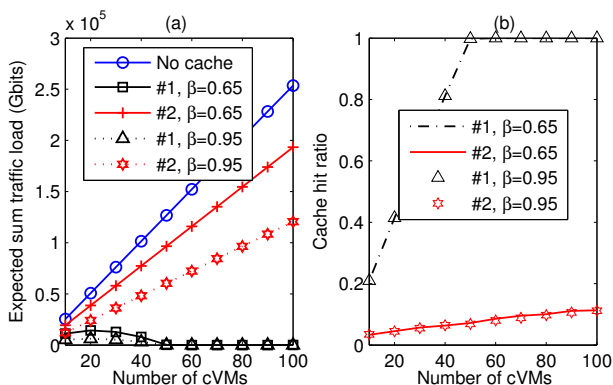 × 10⁵ (a)
Expected sum traffic load (Gbits)
3
2.5
2
1.5
1
0.5
0
20 40 60 80 100
Number of cVMs
No cache
#1, β=0.65
#2, β=0.65
#1, β=0.95
#2, β=0.95
(b)
Cache hit ratio
1
0.8
0.6
0.4
0.2
0
20 40 60 80 100
Number of cVMs
#1, β=0.65
#2, β=0.65
#1, β=0.95
#2, β=0.95